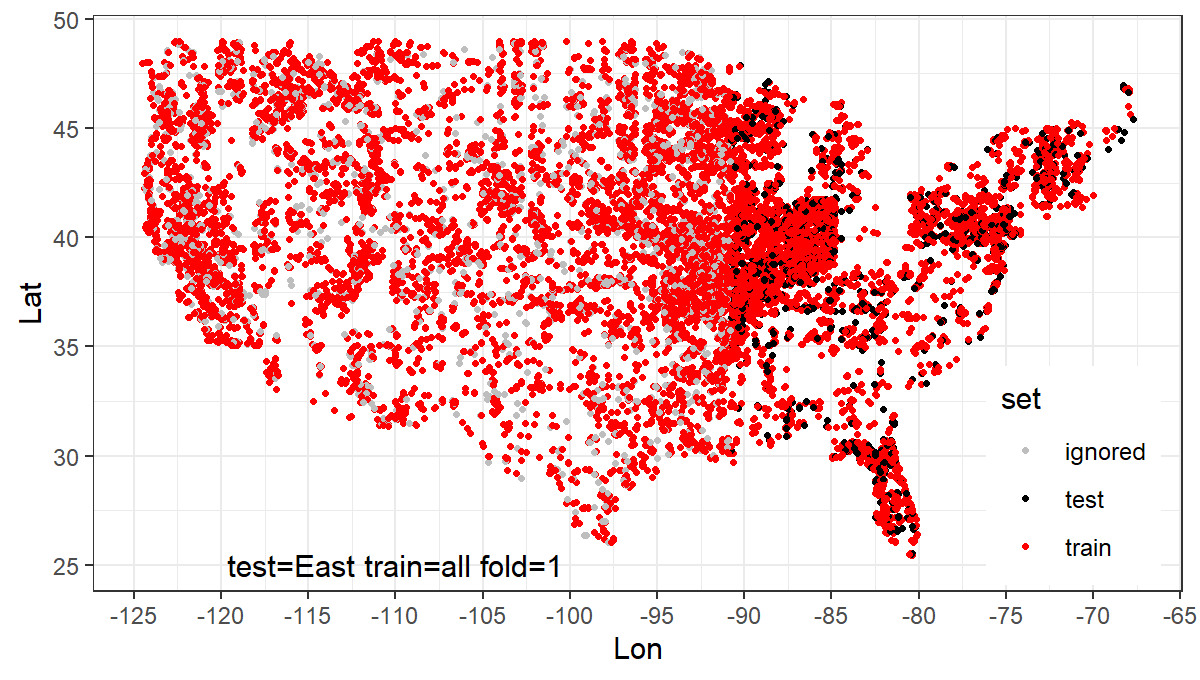 50
45
40
35
30
25
Lat
set
ignored
test
train
test=East train=all fold=1
-125 -120 -115 -110 -105 -100 -95 -90 -85 -80 -75 -70 -65
Lon